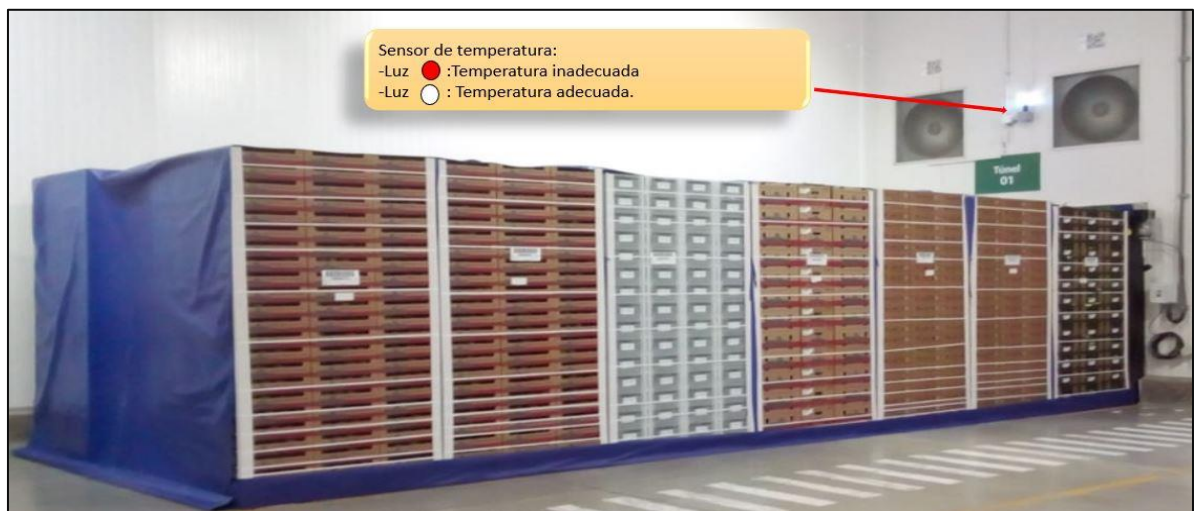 Sensor de temperatura:
-Luz :Temperatura inadecuada
-Luz : Temperatura adecuada.
Túnel
01